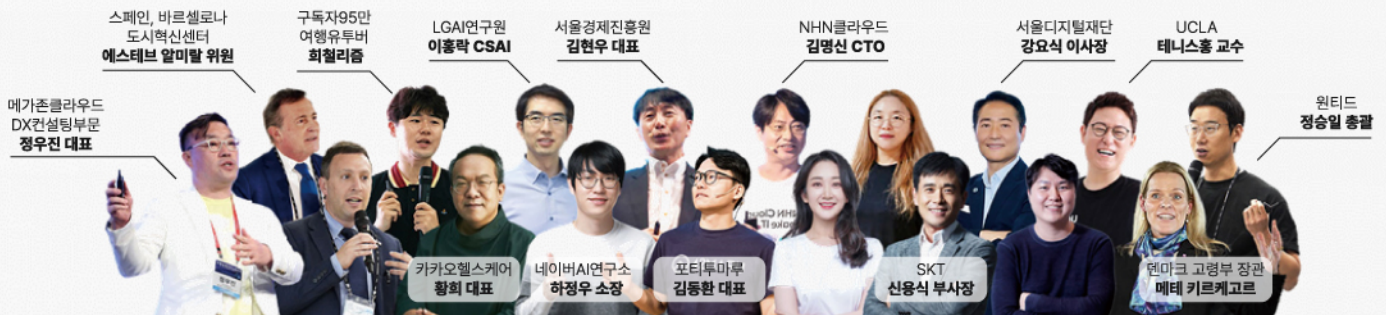 스페인, 바르셀로나
도시혁신센터
에스테브 알미랄 위원
구독자95만
여행유투버
희철리즘
LGAI연구원
이홍락 CSAI
서울경제진흥원
김현우 대표
NHN클라우드
김명신 CTO
서울디지털재단
강요식 이사장
UCLA
테니스홍 교수
메가존클라우드
DX컨설팅부문
정우진 대표
원티드
정승일 총괄
카카오헬스케어
황희 대표
네이버AI연구소
하정우 소장
포티투마루
김동환 대표
SKT
신용식 부사장
덴마크 고령부 장관
메테 키르케고르